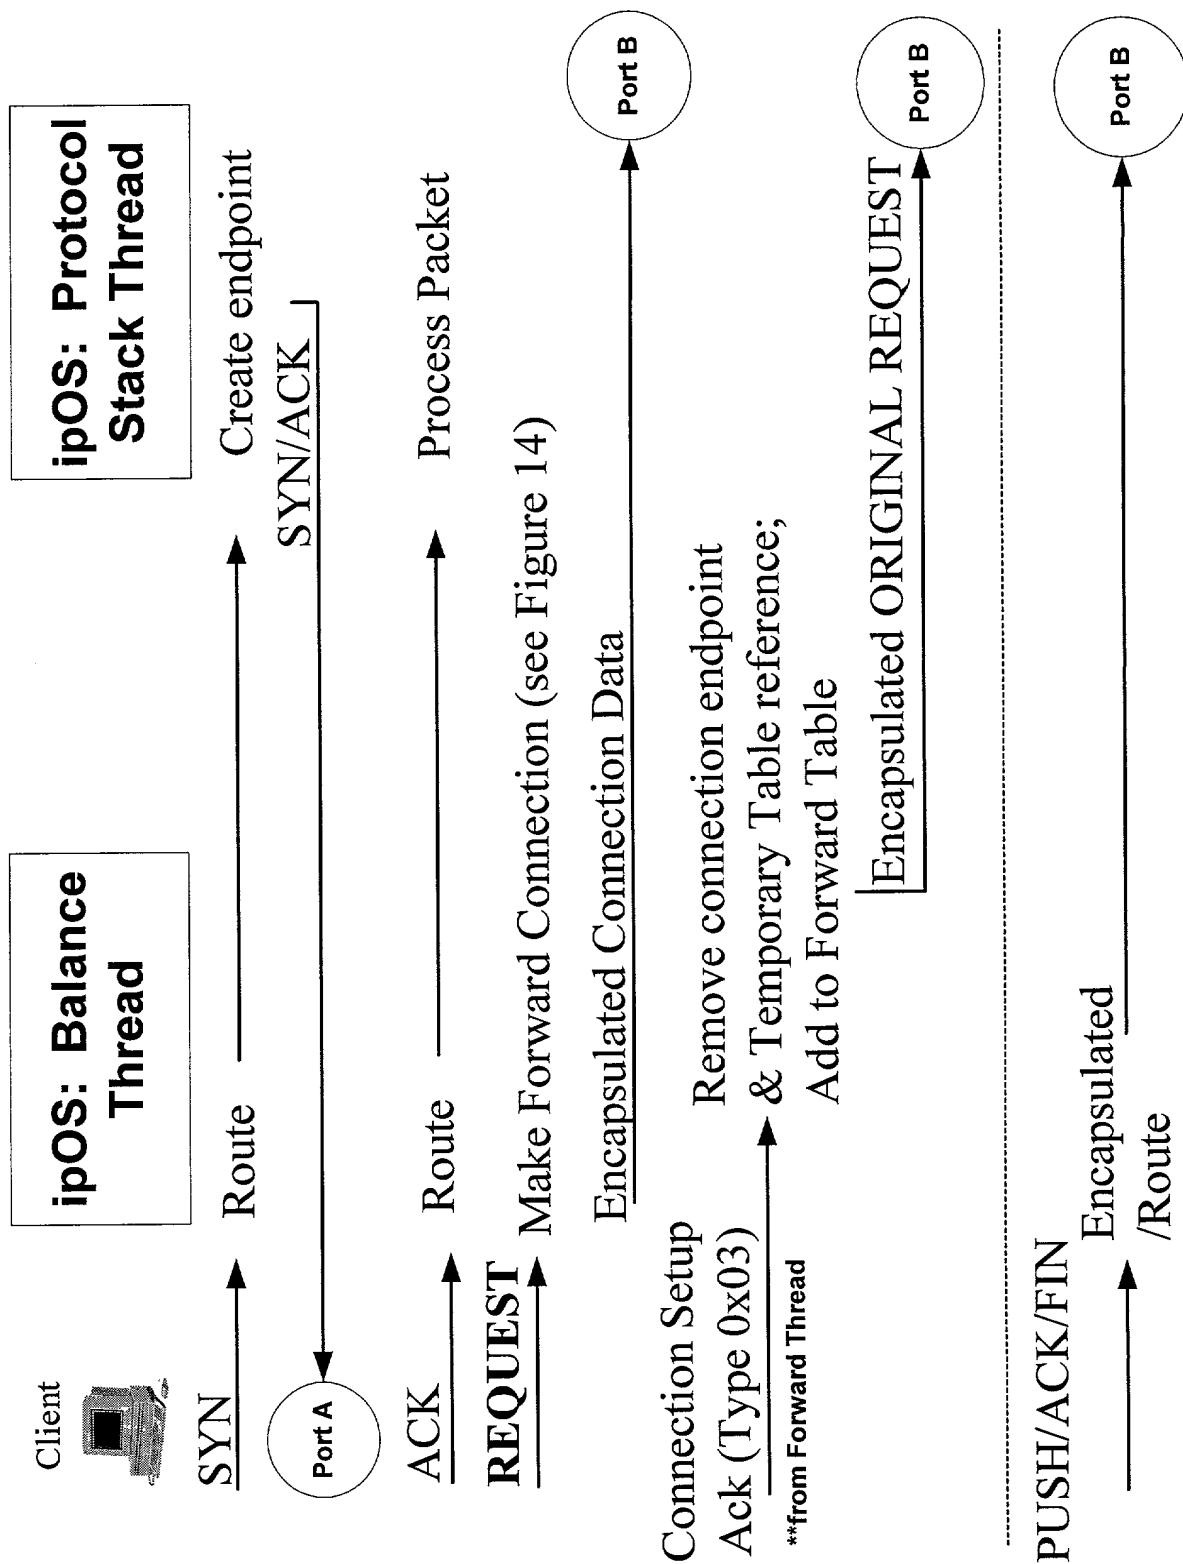 Client
ipOS: Balance
Thread
ipOS: Protocol
Stack Thread
SYN
Route
Create endpoint
SYN/ACK
Port A
ACK
Route
Process Packet
REQUEST
Make Forward Connection (see Figure 14)
Encapsulated Connection Data
Port B
Connection Setup
Ack (Type 0x03)
**from Forward Thread
Remove connection endpoint
& Temporary Table reference;
Add to Forward Table
Encapsulated ORIGINAL REQUEST
Port B
PUSH/ACK/FIN
Encapsulated
/Route
Port B